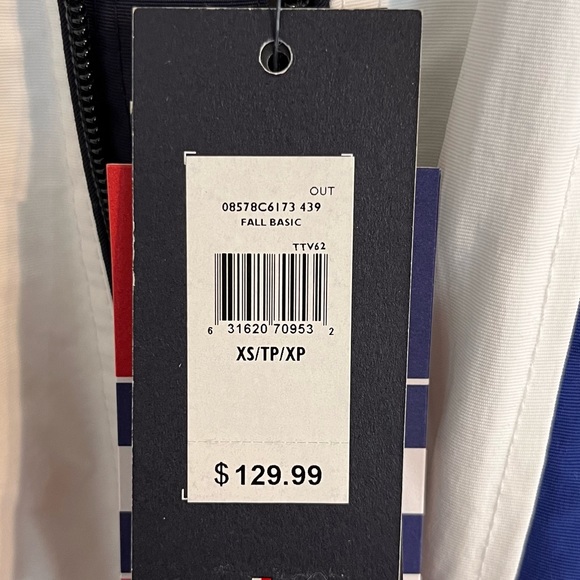 OUT
08578C6173 439
FALL BASIC
TTV62
6 31620 70953 2
XS/TP/XP
$ 129.99